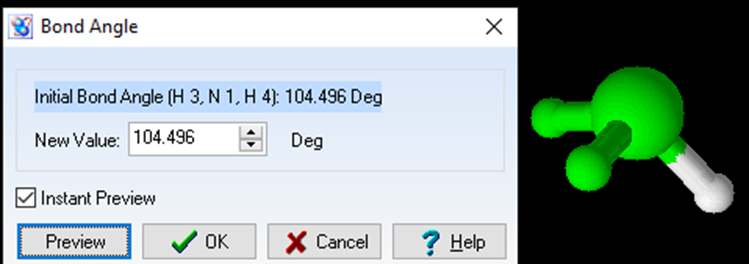 Bond Angle
Initial Bond Angle (H 3, N 1, H 4): 104.496 Deg
New Value: 104.496 Deg
Instant Preview
Preview OK Cancel Help